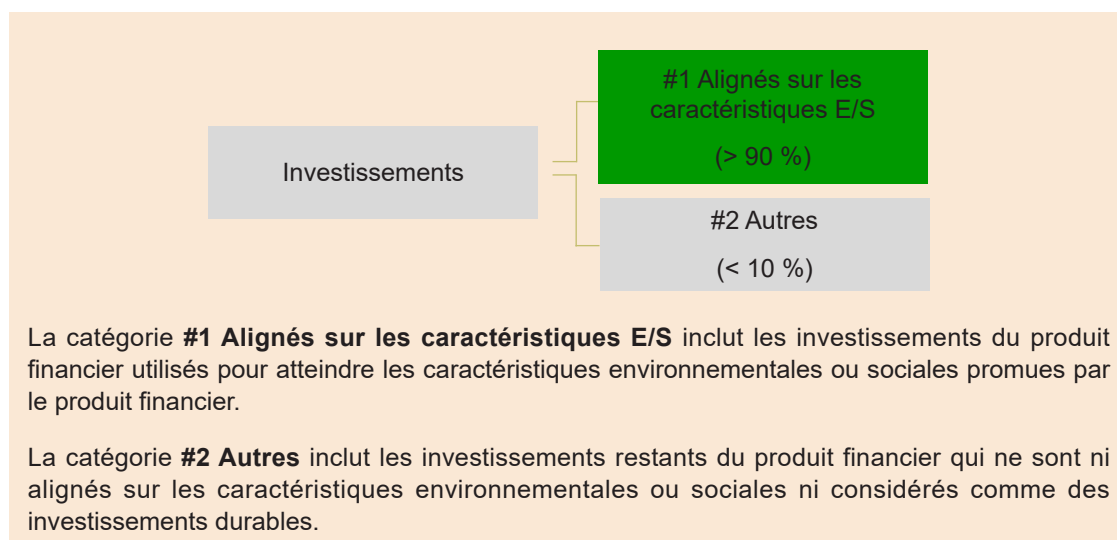 Investissements
#1 Alignés sur les
caractéristiques E/S
(> 90 %)
#2 Autres
(< 10 %)
La catégorie #1 Alignés sur les caractéristiques E/S inclut les investissements du produit
financier utilisés pour atteindre les caractéristiques environnementales ou sociales promues par
le produit financier.
La catégorie #2 Autres inclut les investissements restants du produit financier qui ne sont ni
alignés sur les caractéristiques environnementales ou sociales ni considérés comme des
investissements durables.